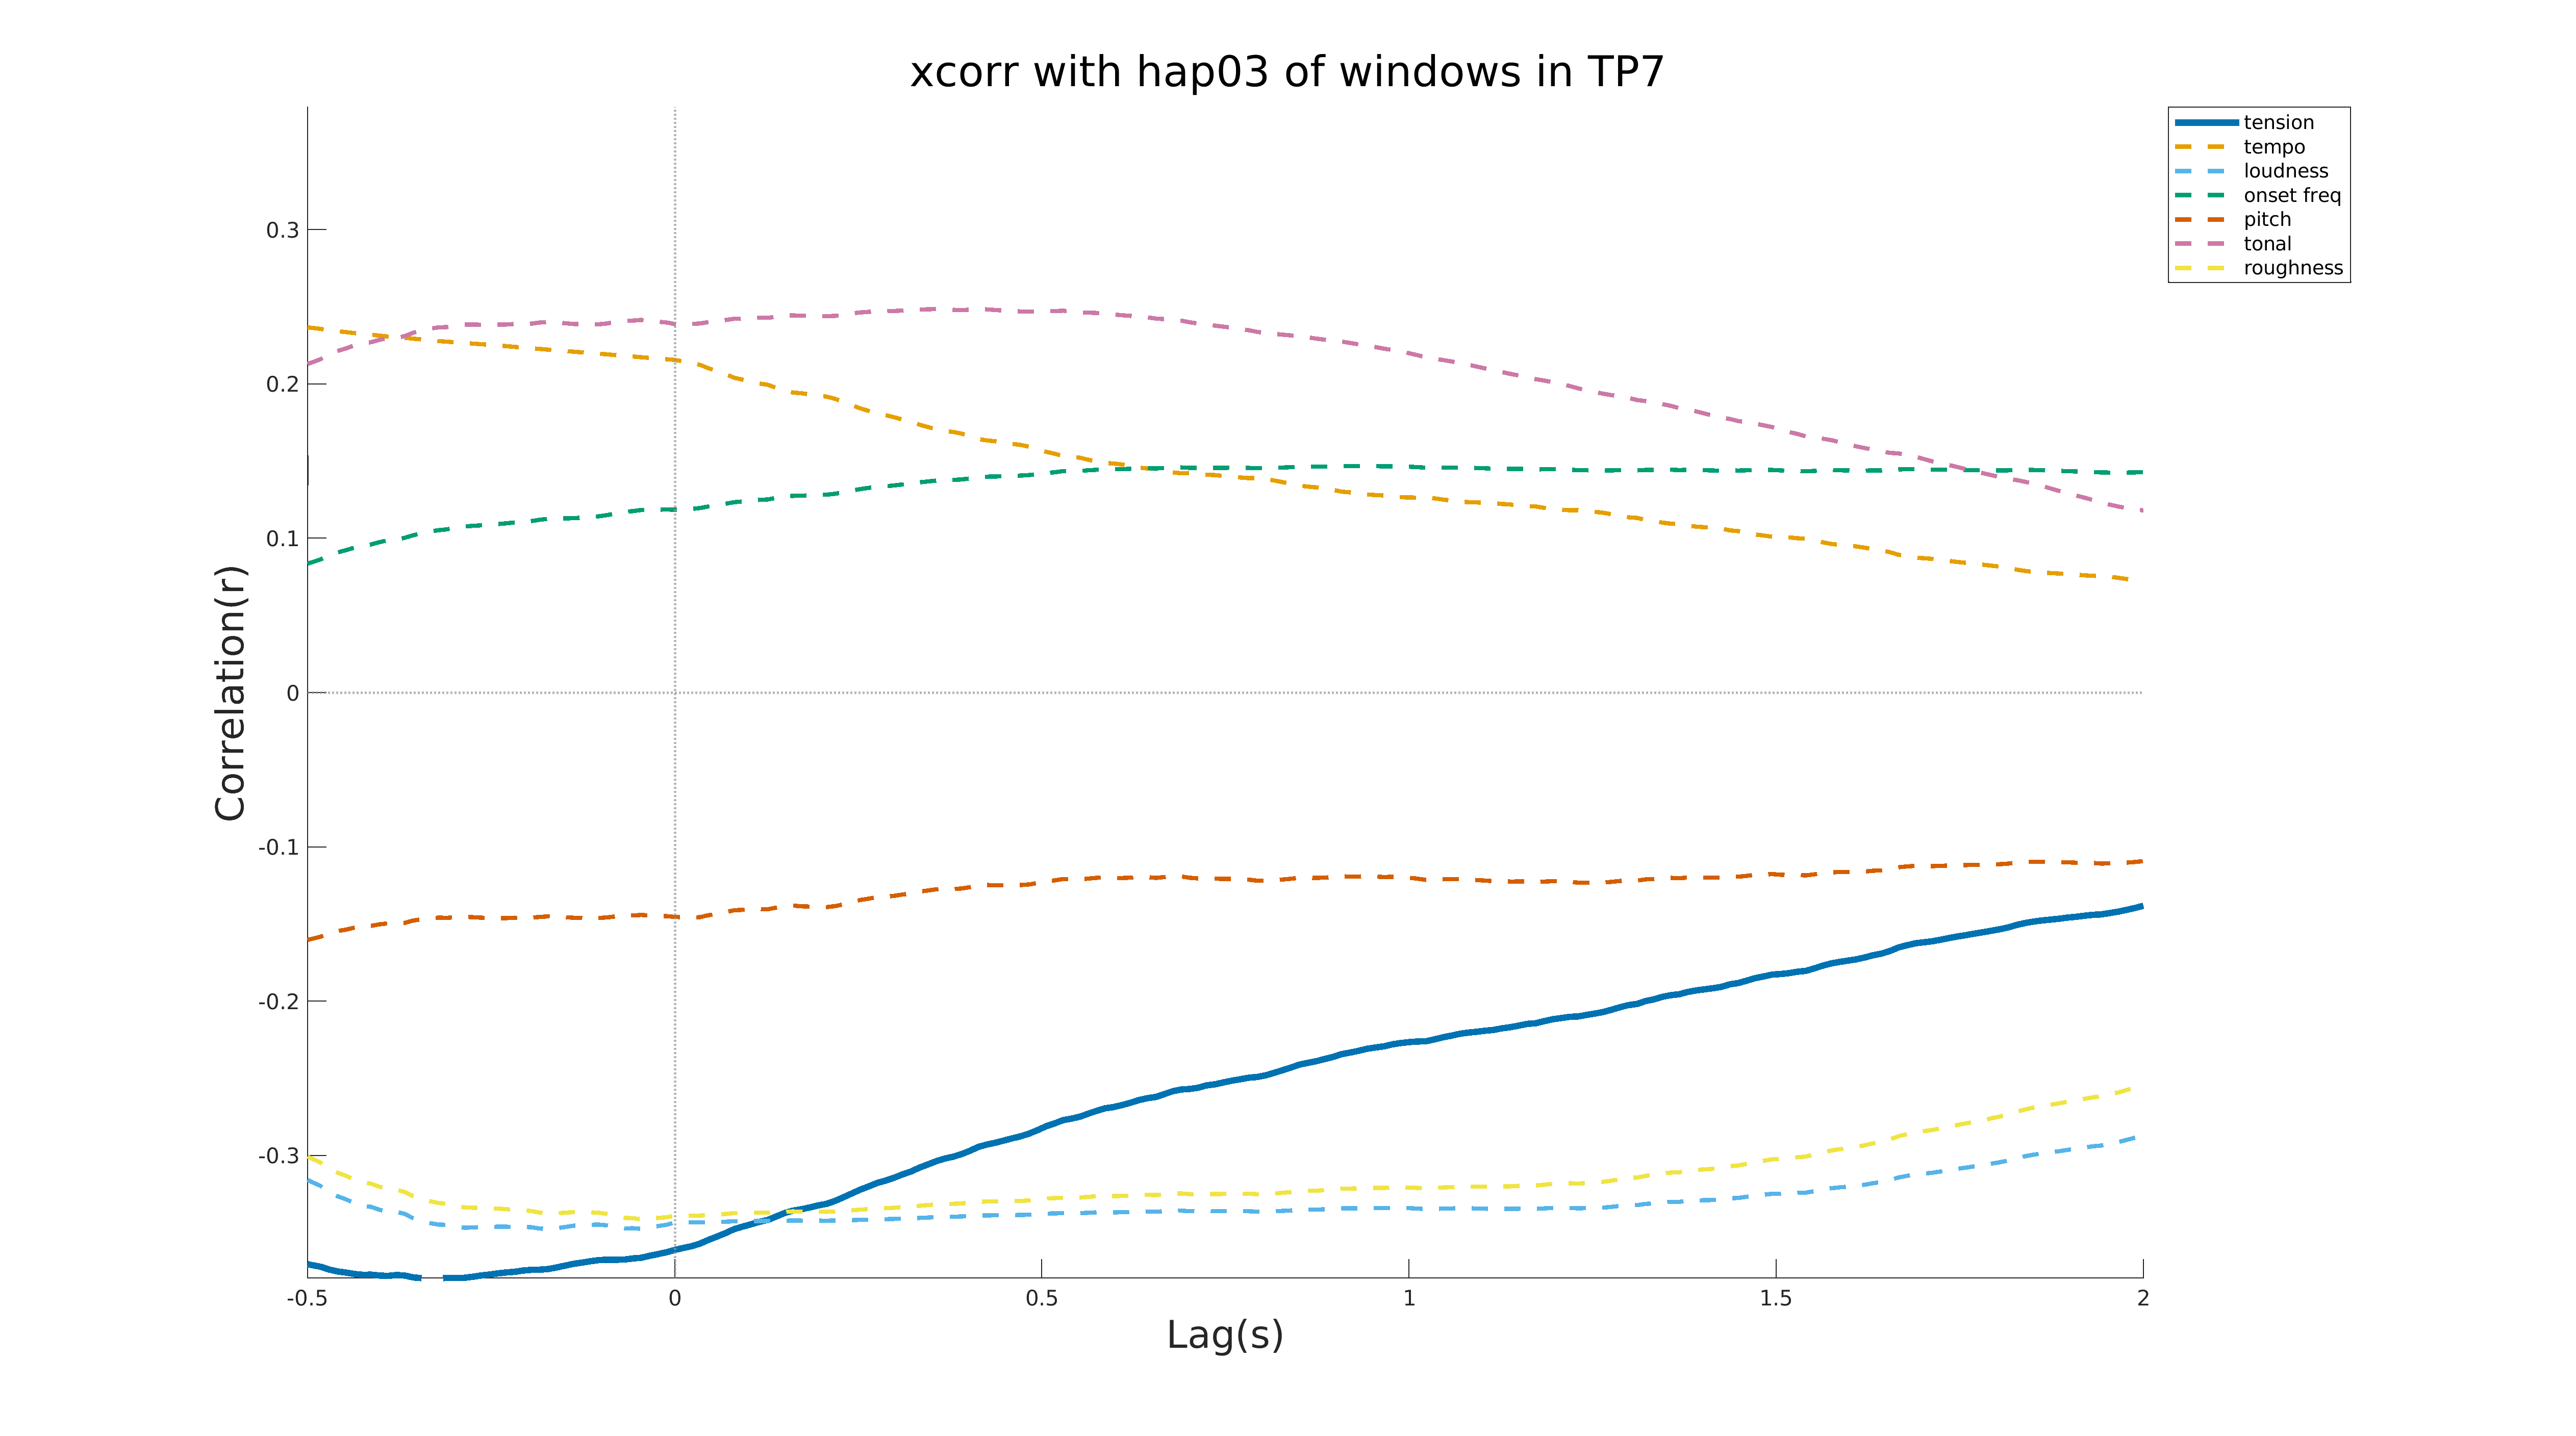 xcorr with hap03 of windows in TP7
tension
tempo
loudness
onset freq
pitch
tonal
roughness
0.3
0.2
0.1
0
-0.1
-0.2
-0.3
Correlation(r)
-0.5
0
0.5
1
1.5
2
Lag(s)